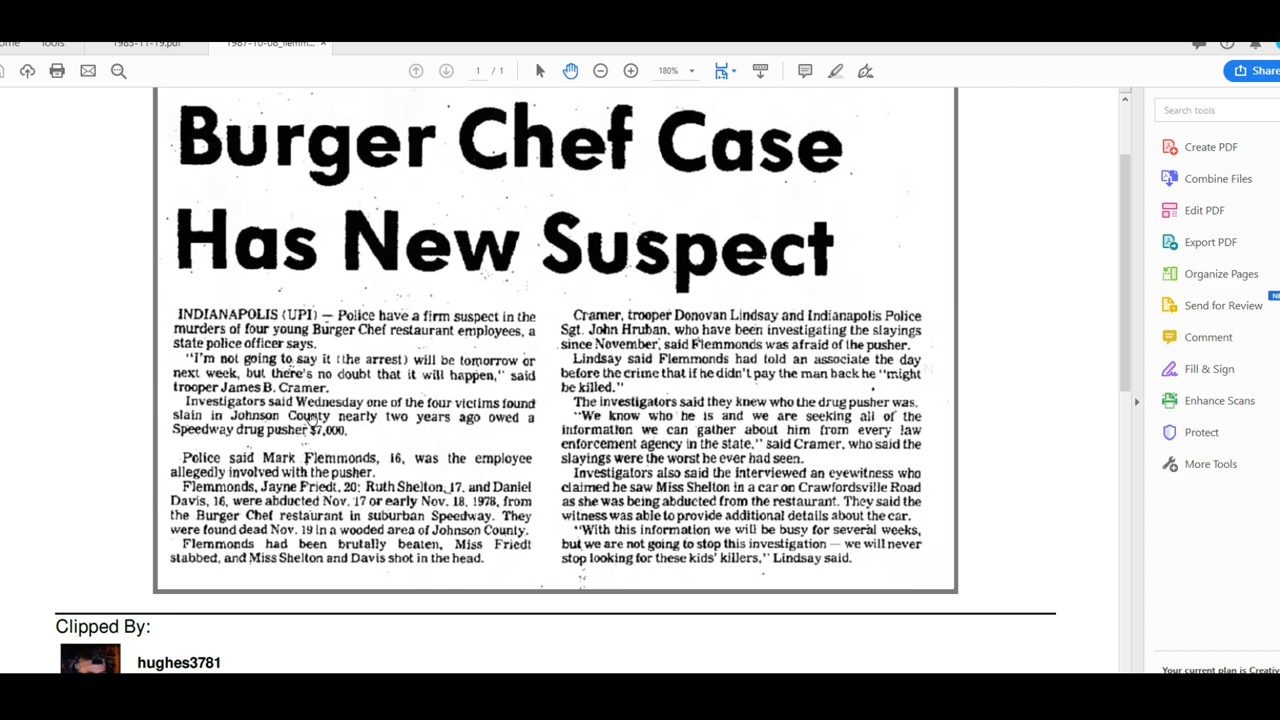 Tools
1983-11-19.pdf
1 / 1
180%
Share
Search tools
Create PDF
Combine Files
Edit PDF
Export PDF
Organize Pages
Send for Review
Comment
Fill & Sign
Enhance Scans
Protect
More Tools
Burger Chef Case
Has New Suspect
INDIANAPOLIS (UPI) — Police have a firm suspect in the
murders of four young Burger Chef restaurant employees, a
state police officer says.
"I'm not going to say it (the arrest) will be tomorrow or
next week, but there's no doubt that it will happen," said
trooper James B. Cramer.
Investigators said Wednesday one of the four victims found
slain in Johnson County nearly two years ago owed a
Speedway drug pusher $7,000.
Police said Mark Flemmonds, 16, was the employee
allegedly involved with the pusher.
Flemmonds, Jayne Friedt, 20; Ruth Shelton, 17, and Daniel
Davis, 16, were abducted Nov. 17 or early Nov. 18, 1978, from
the Burger Chef restaurant in suburban Speedway. They
were found dead Nov. 19 in a wooded area of Johnson County.
Flemmonds had been brutally beaten, Miss Friedt
stabbed, and Miss Shelton and Davis shot in the head.
Cramer, trooper Donovan Lindsay and Indianapolis Police
Sgt. John Hruban, who have been investigating the slayings
since November, said Flemmonds was afraid of the pusher.
Lindsay said Flemmonds had told an associate the day
before the crime that if he didn't pay the man back he "might
be killed."
The investigators said they knew who the drug pusher was.
"We know who he is and we are seeking all of the
information we can gather about him from every law
enforcement agency in the state," said Cramer, who said the
slayings were the worst he ever had seen.
Investigators also said the interviewed an eyewitness who
claimed he saw Miss Shelton in a car on Crawfordsville Road
as she was being abducted from the restaurant. They said the
witness was able to provide additional details about the car.
"With this information we will be busy for several weeks,
but we are not going to stop this investigation — we will never
stop looking for these kids' killers," Lindsay said.
Clipped By:
hughes3781
Your current plan is Creativ